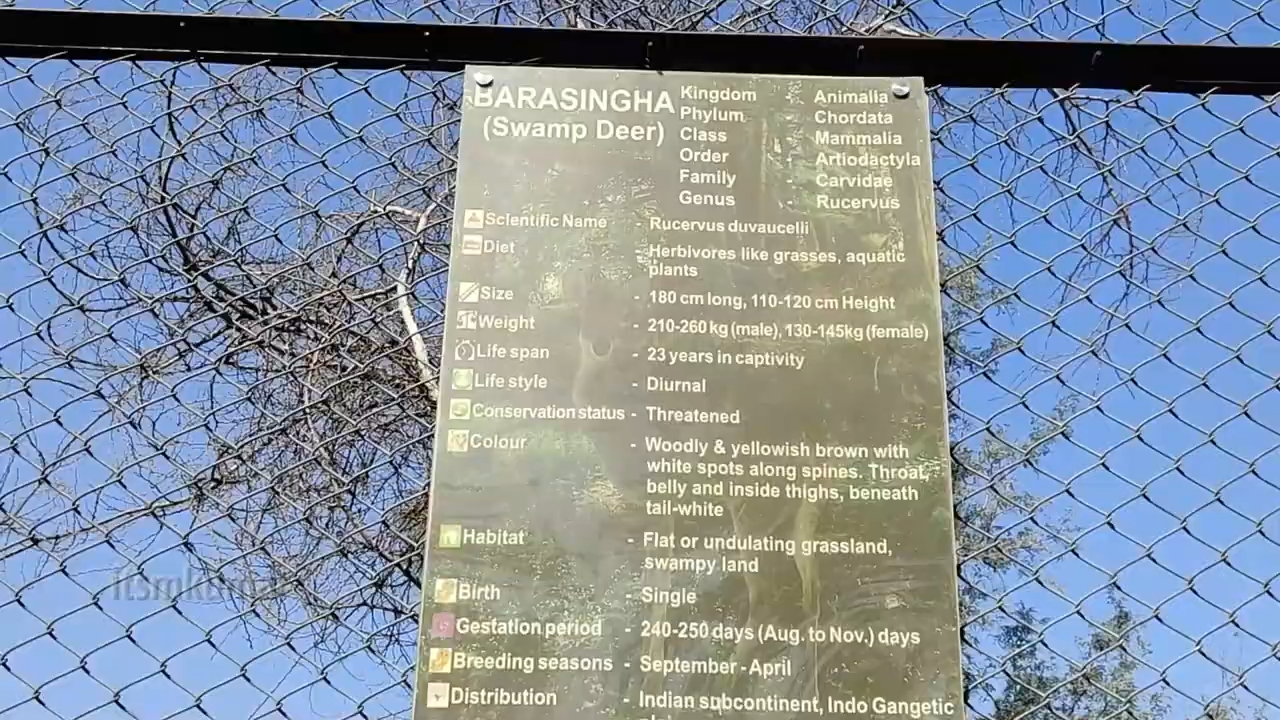 BARASINGHA
(Swamp Deer)
Kingdom - Animalia
Phylum - Chordata
Class - Mammalia
Order - Artiodactyla
Family - Carvidae
Genus - Rucervus
Scientific Name - Rucervus duvaucelli
Diet - Herbivores like grasses, aquatic
plants
Size - 180 cm long, 110-120 cm Height
Weight - 210-260 kg (male), 130-145kg (female)
Life span - 23 years in captivity
Life style - Diurnal
Conservation status - Threatened
Colour - Woodly & yellowish brown with
white spots along spines. Throat,
belly and inside thighs, beneath
tail-white
Habitat - Flat or undulating grassland,
swampy land
Birth - Single
Gestation period - 240-250 days (Aug. to Nov.) days
Breeding seasons - September - April
Distribution - Indian subcontinent, Indo Gangetic